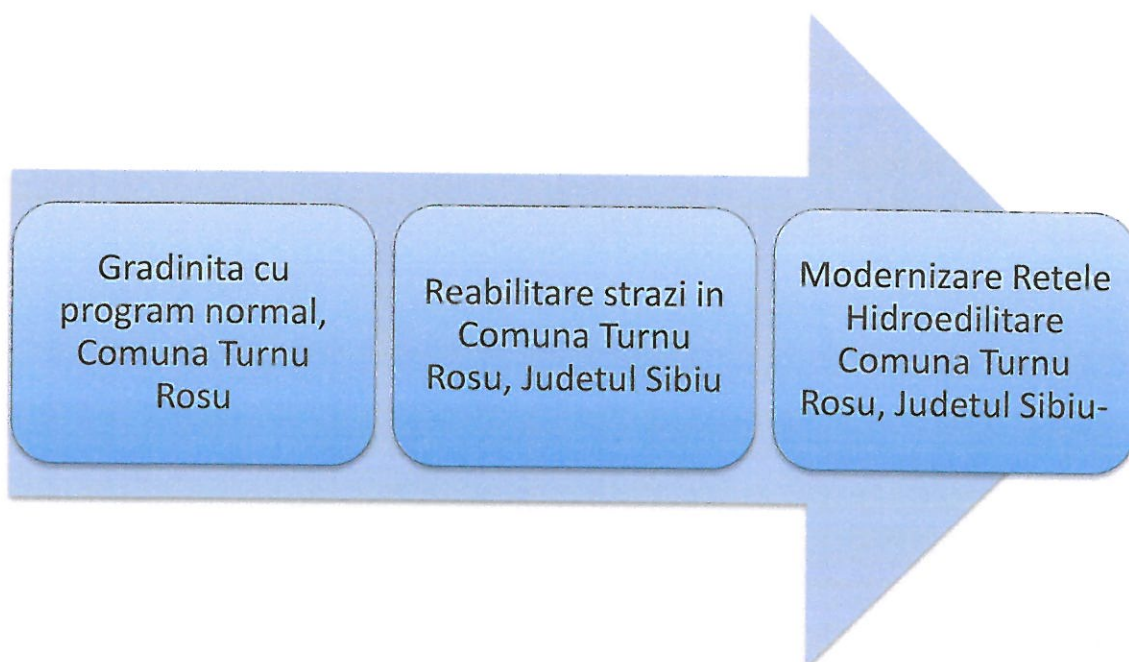 Gradinita cu
program normal,
Comuna Turnu
Rosu
Reabilitare strazi in
Comuna Turnu
Rosu, Judetul Sibiu
Modernizare Retele
Hidroedilitare
Comuna Turnu
Rosu, Judetul Sibiu-